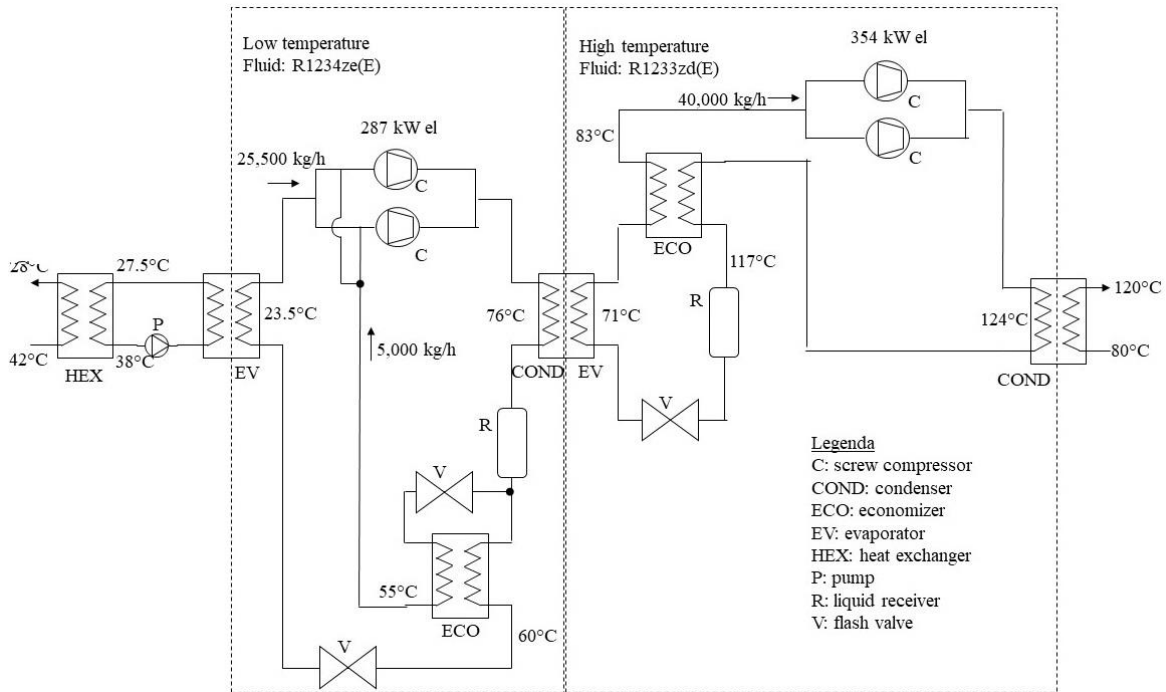 Low temperature
Fluid: R1234ze(E)
High temperature
Fluid: R1233zd(E)
354 kW el
C
40,000 kg/h
C
83°C
287 kW el
25,500 kg/h
C
C
ECO
117°C
R
27.5°C
P
42°C
HEX
38°C
23.5°C
EV
5,000 kg/h
76°C
COND
EV
71°C
V
120°C
124°C
80°C
COND
R
V
55°C
ECO
60°C
V
Legenda
C: screw compressor
COND: condenser
ECO: economizer
EV: evaporator
HEX: heat exchanger
P: pump
R: liquid receiver
V: flash valve